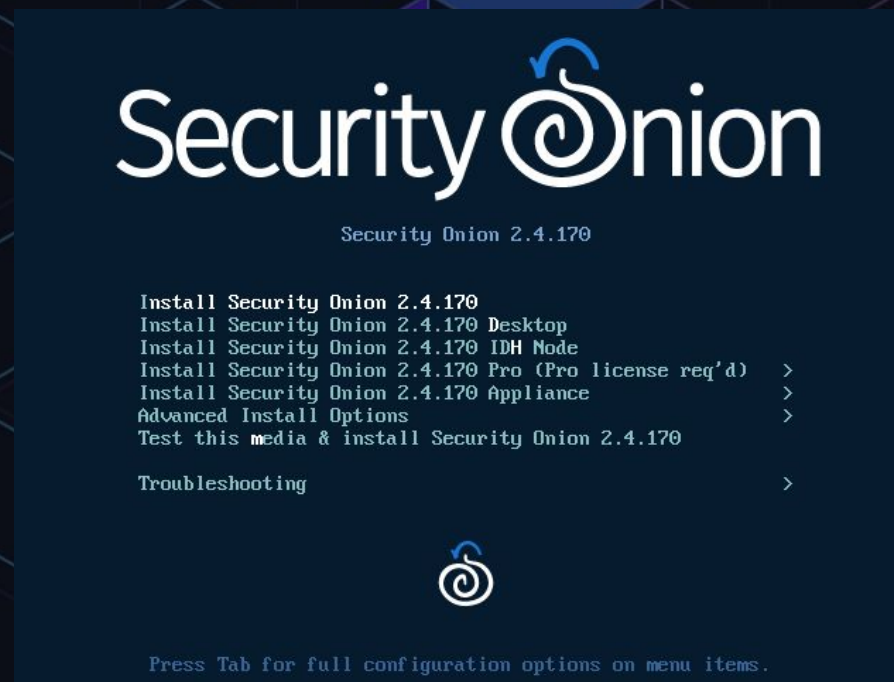 Security Onion
Security Onion 2.4.170
Install Security Onion 2.4.170
Install Security Onion 2.4.170 Desktop
Install Security Onion 2.4.170 IDH Node
Install Security Onion 2.4.170 Pro (Pro license req'd) >
Install Security Onion 2.4.170 Appliance >
Advanced Install Options >
Test this media & install Security Onion 2.4.170
Troubleshooting >
Press Tab for full configuration options on menu items.